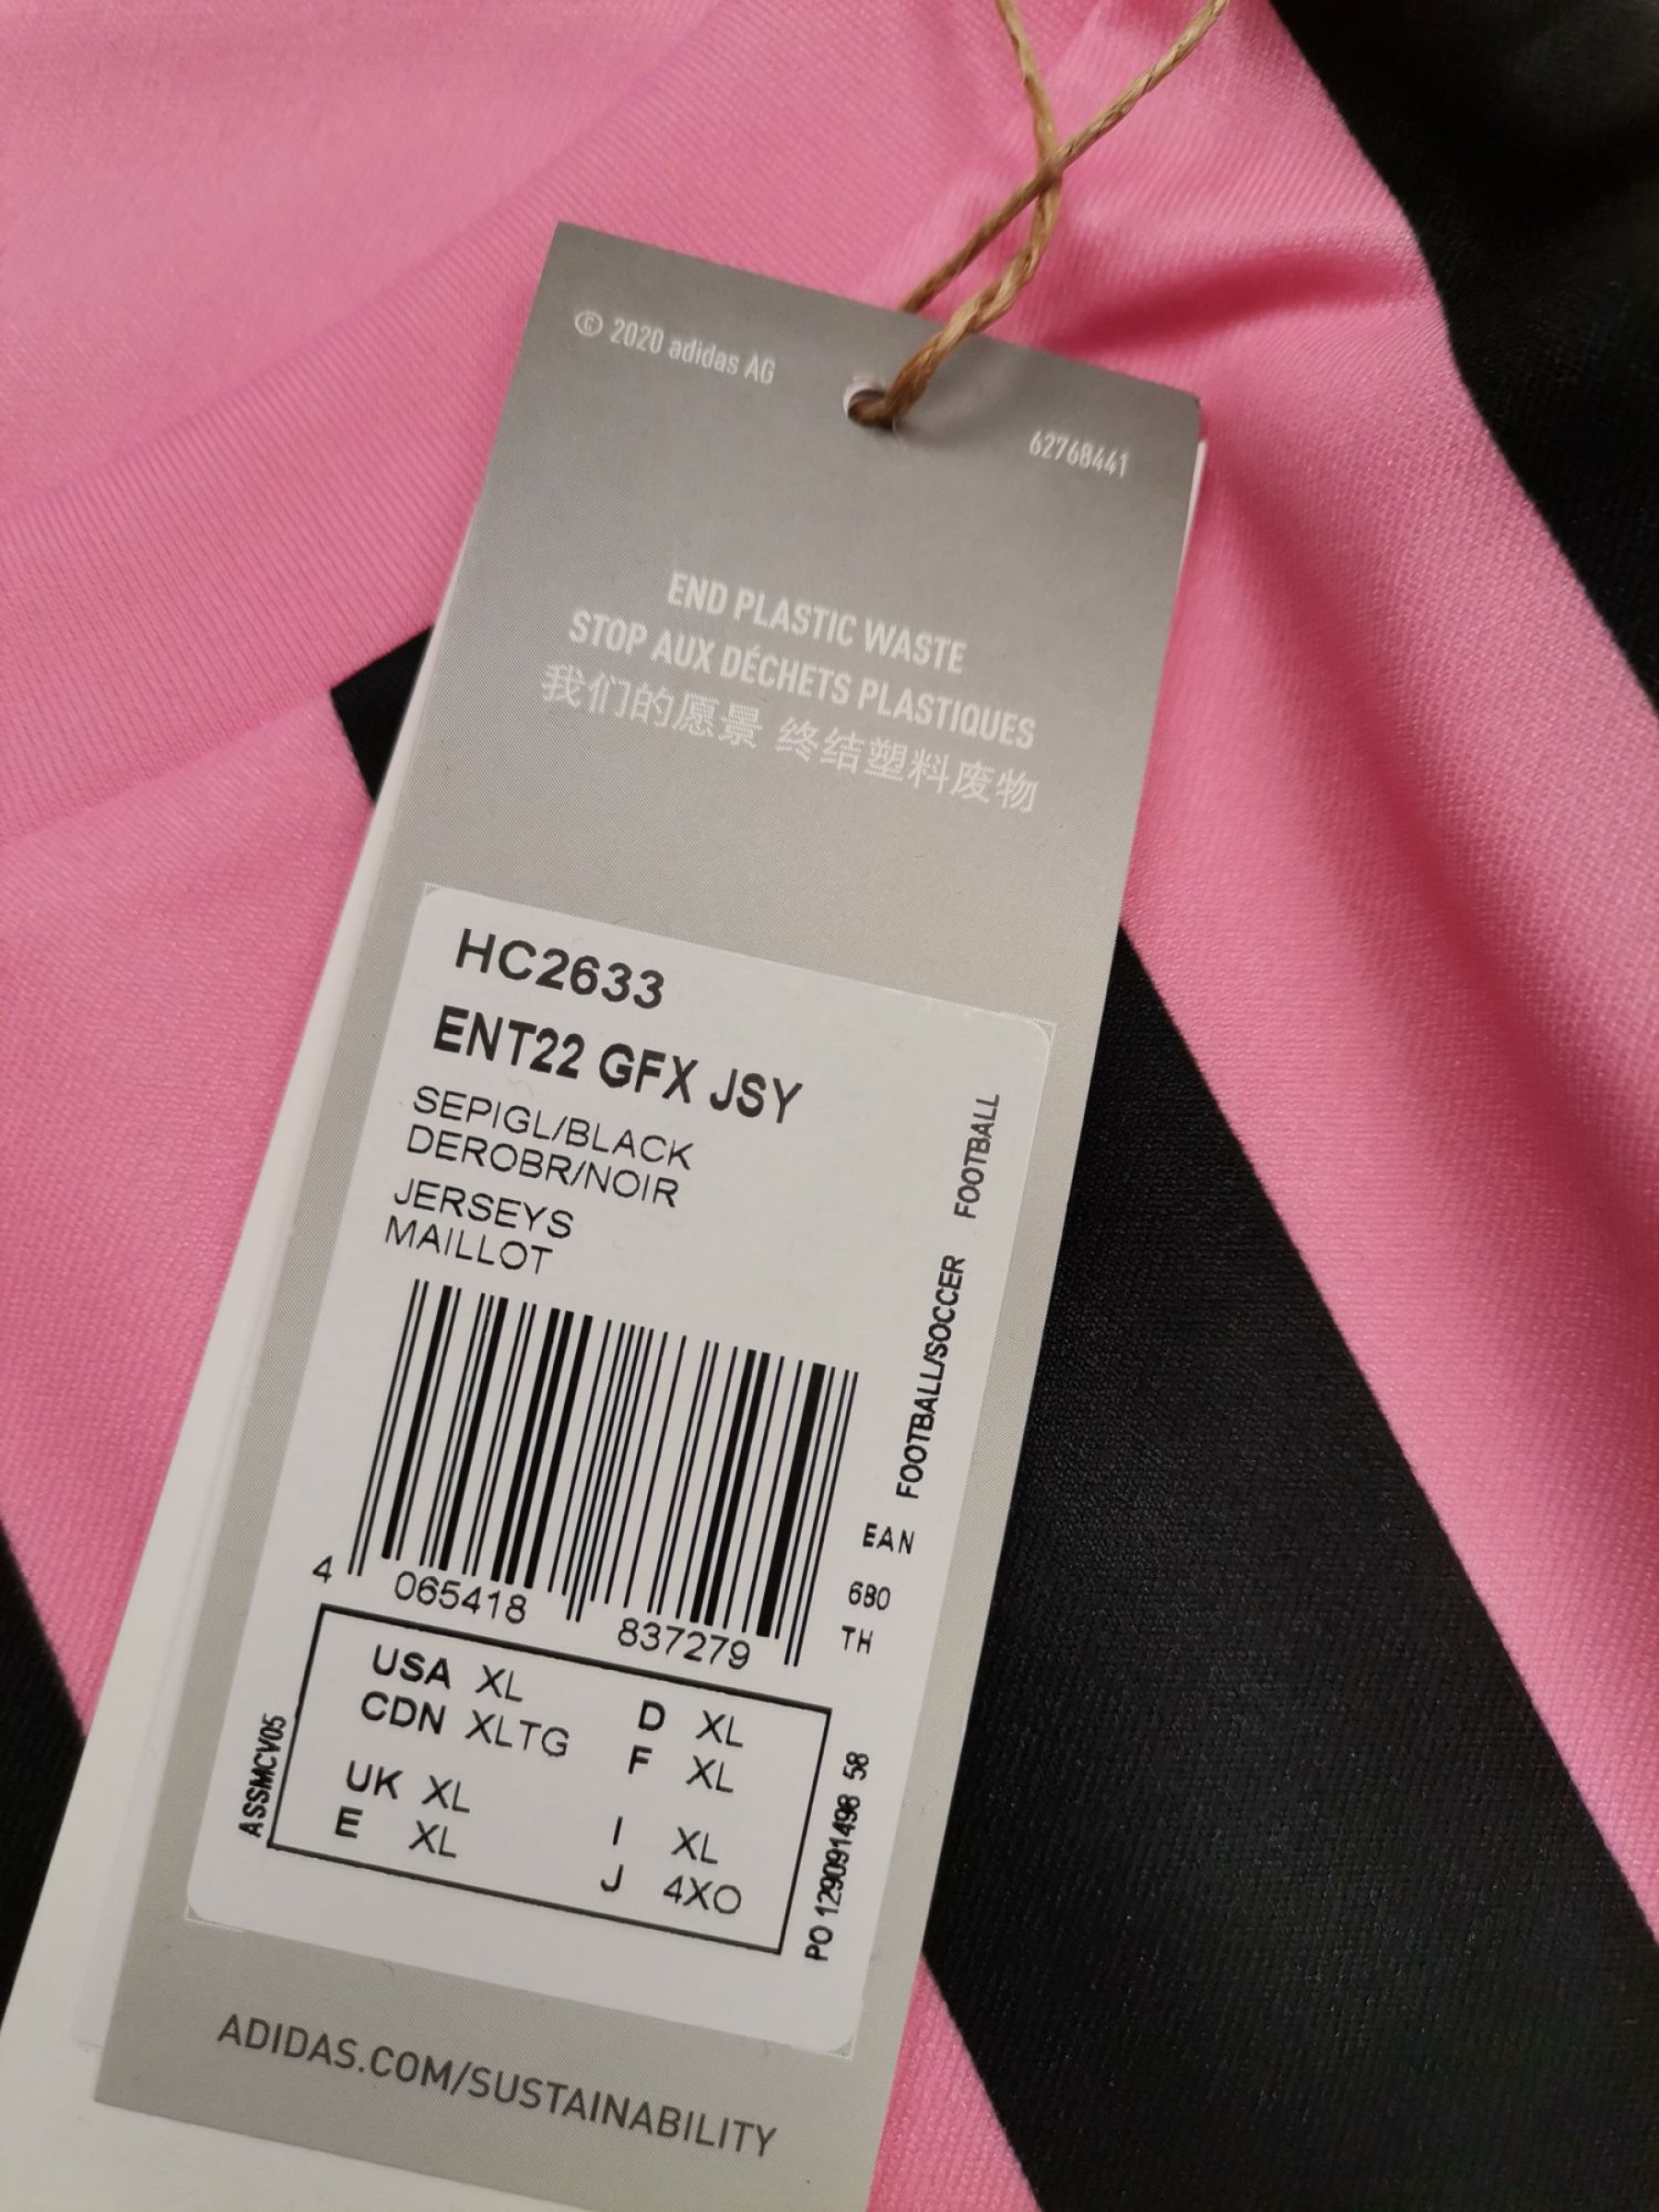 © 2020 adidas AG
62768441
END PLASTIC WASTE
STOP AUX DÉCHETS PLASTIQUES
我们的愿景 终结塑料废物
HC2633
ENT22 GFX JSY
SEPIGL/BLACK
DEROBR/NOIR
JERSEYS
MAILLOT
FOOTBALL
FOOTBALL/SOCCER
EAN
6B0
TH
4 065418 837279
USA XL D XL
CDN XLTG F XL
UK XL I XL
E XL J 4XO
ASSMCV05
PO 129091498 58
ADIDAS.COM/SUSTAINABILITY